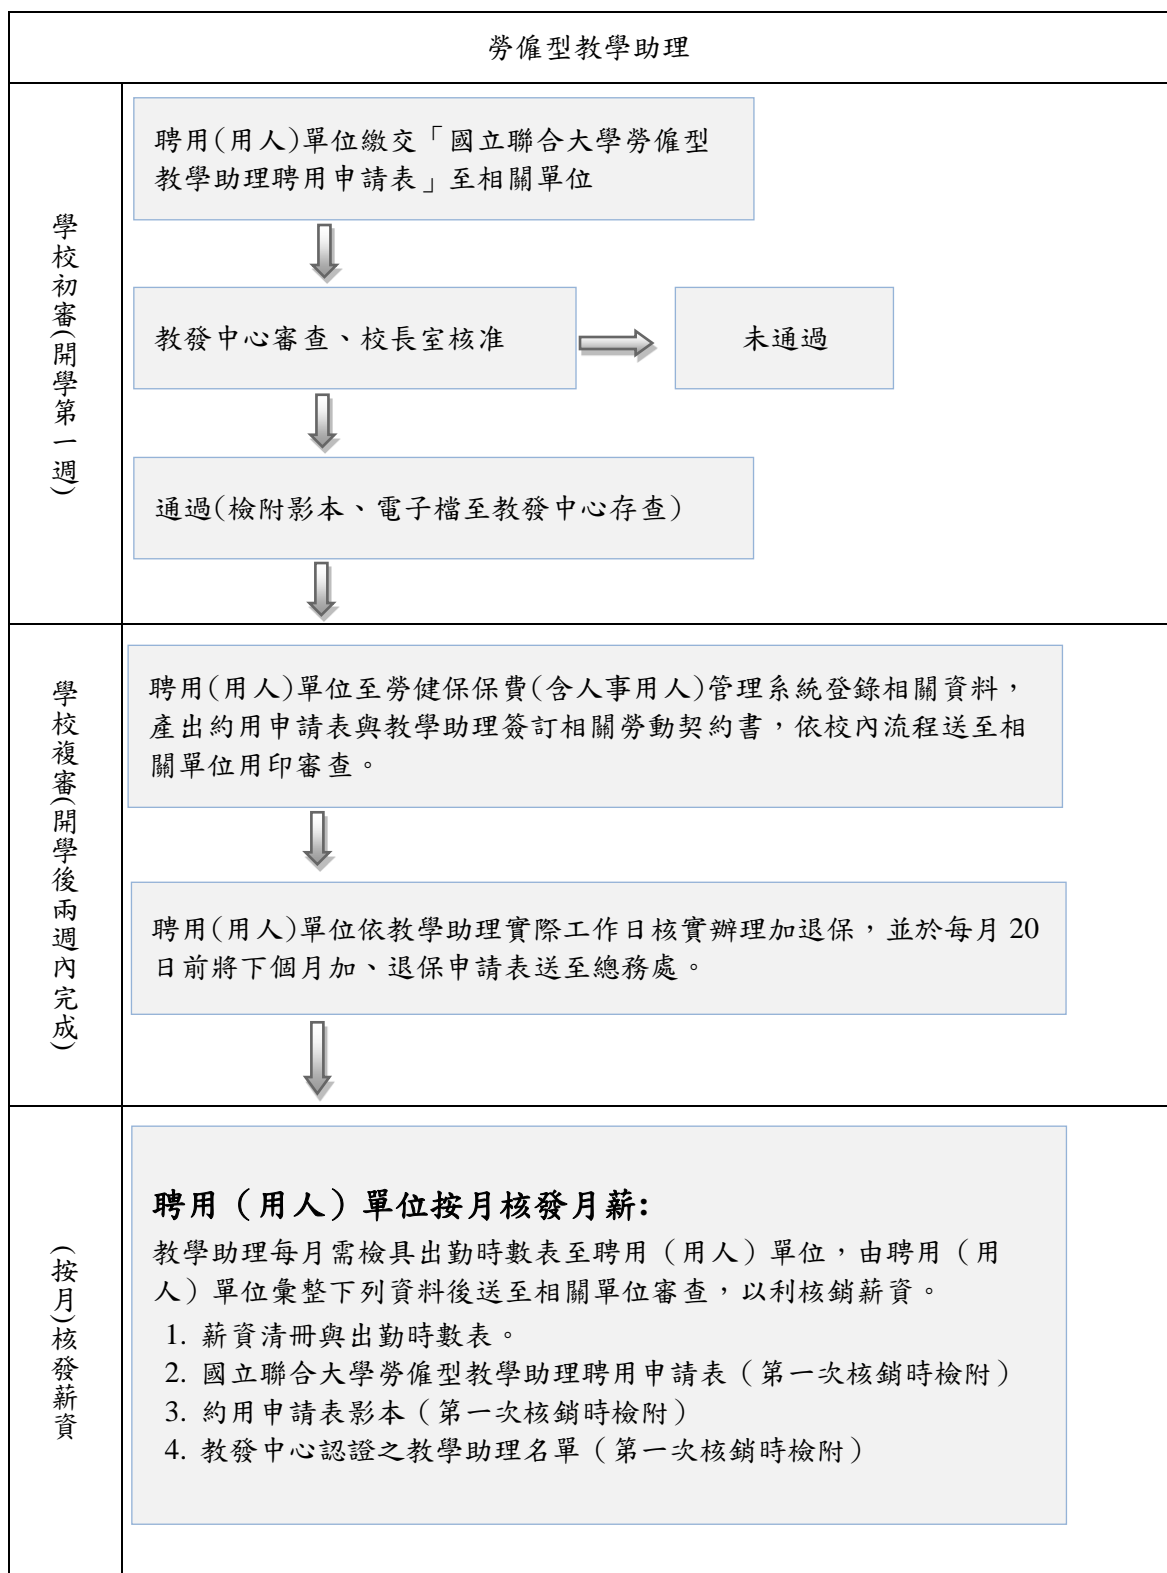 勞僱型教學助理
學校初審(開學第一週)
聘用(用人)單位繳交「國立聯合大學勞僱型
教學助理聘用申請表」至相關單位
教發中心審查、校長室核准
未通過
通過(檢附影本、電子檔至教發中心存查)
學校複審(開學後兩週內完成)
聘用(用人)單位至勞健保保費(含人事用人)管理系統登錄相關資料，
產出約用申請表與教學助理簽訂相關勞動契約書，依校內流程送至相
關單位用印審查。
聘用(用人)單位依教學助理實際工作日核實辦理加退保，並於每月 20
日前將下個月加、退保申請表送至總務處。
(按月)核發薪資
聘用（用人）單位按月核發月薪:
教學助理每月需檢具出勤時數表至聘用（用人）單位，由聘用（用
人）單位彙整下列資料後送至相關單位審查，以利核銷薪資。
1. 薪資清冊與出勤時數表。
2. 國立聯合大學勞僱型教學助理聘用申請表（第一次核銷時檢附）
3. 約用申請表影本（第一次核銷時檢附）
4. 教發中心認證之教學助理名單（第一次核銷時檢附）